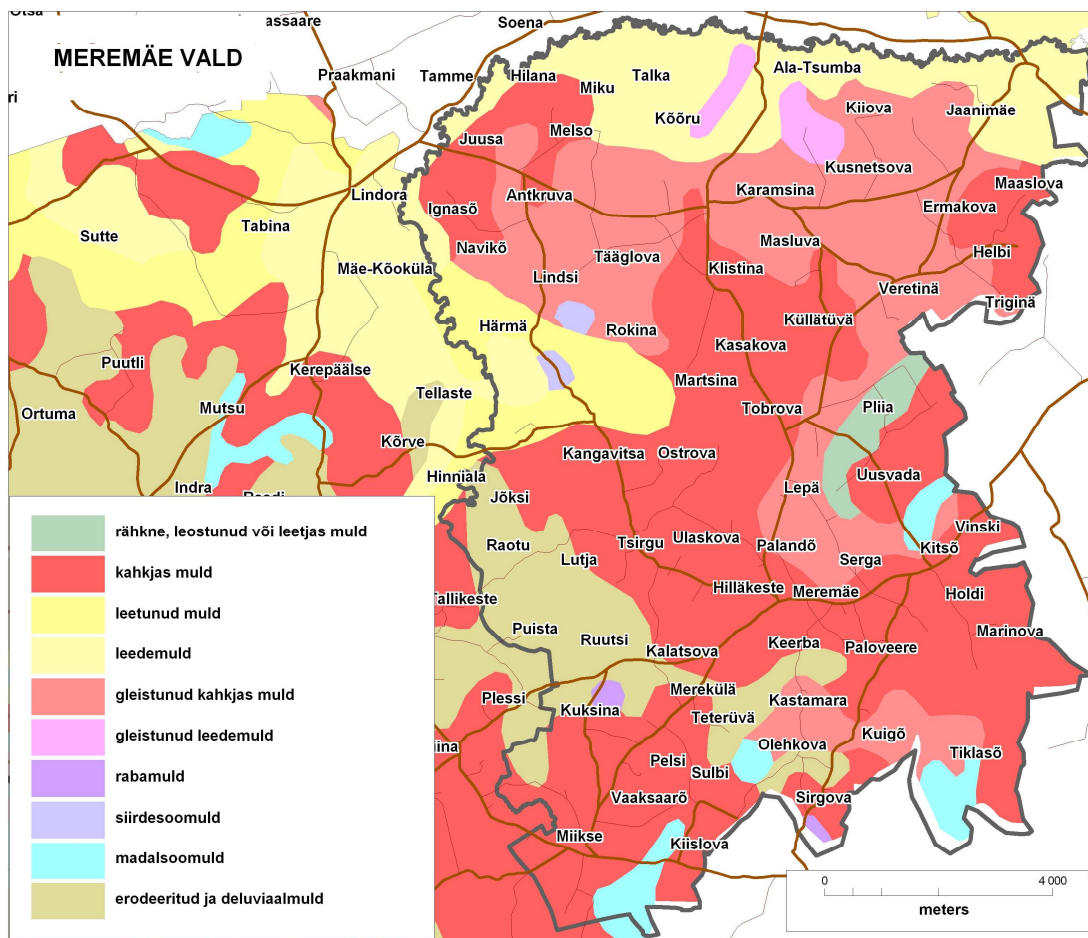 Soena
assaare
MEREMÄE VALD
Praakmani
Tamme
Hilana
Talka
Ala-Tsumba
Miku
Kõõru
Kiiova
Jaanimäe
Juusa
Melso
Kusnetsova
Maaslova
Lindora
Antkruva
Karamsina
Ignasõ
Ermakova
Sutte
Tabina
Masluva
Navikõ
Tääglova
Helbi
Mäe-Kõoküla
Lindsi
Klistina
Veretinä
Triginä
Härmä
Rokina
Küllätüvä
Kasakova
Puutli
Kerepäälse
Martsina
Ortuma
Mutsu
Tellaste
Tobrova
Pliia
Kõrve
Kangavitsa
Ostrova
Hinniala
Uusvada
Indra
Jõksi
Lepä
Vinski
Raotu
Lutja
Tsirgu
Ulaskova
Palandõ
Serga
Kitsõ
Hilläkeste
Meremäe
Holdi
Tallikeste
Puista
Ruutsi
Kalatsova
Keerba
Paloveere
Marinova
Plessi
Kuksina
Merekülä
Kastamara
Teterüvä
Kuigõ
Olehkova
Tiklasõ
iina
Pelsi
Sulbi
Vaaksaarõ
Sirgova
Miikse
Kiislova
rähkne, leostunud või leetjas muld
kahkjas muld
leetunud muld
leedemuld
gleistunud kahkjas muld
gleistunud leedemuld
rabamuld
siirdesoomuld
madalsoomuld
erodeeritud ja deluviaalmuld
0 4 000
meters